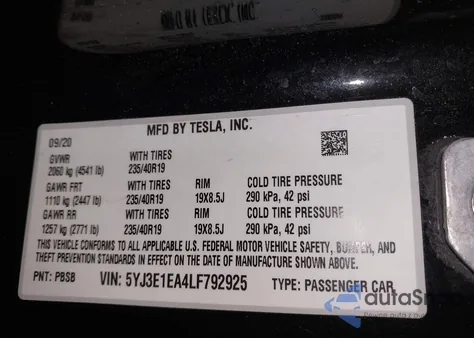 MFD BY TESLA, INC.
09/20
GVWR WITH TIRES
2060 kg (4541 lb) 235/40R19
GAWR FRT WITH TIRES RIM COLD TIRE PRESSURE
1110 kg (2447 lb) 235/40R19 19X8.5J 290 kPa, 42 psi
GAWR RR WITH TIRES RIM COLD TIRE PRESSURE
1257 kg (2771 lb) 235/40R19 19X8.5J 290 kPa, 42 psi
THIS VEHICLE CONFORMS TO ALL APPLICABLE U.S. FEDERAL MOTOR VEHICLE SAFETY, BUMPER, AND
THEFT PREVENTION STANDARDS IN EFFECT ON THE DATE OF MANUFACTURE SHOWN ABOVE.
PNT: PBSB VIN: 5YJ3E1EA4LF792925 TYPE: PASSENGER CAR